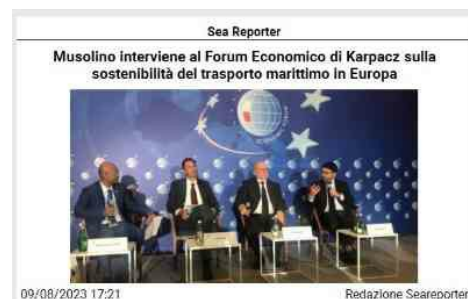 Sea Reporter
Musolino interviene al Forum Economico di Karpacz sulla
sostenibilità del trasporto marittimo in Europa
09/08/2023 17:21
Redazione Seareporter